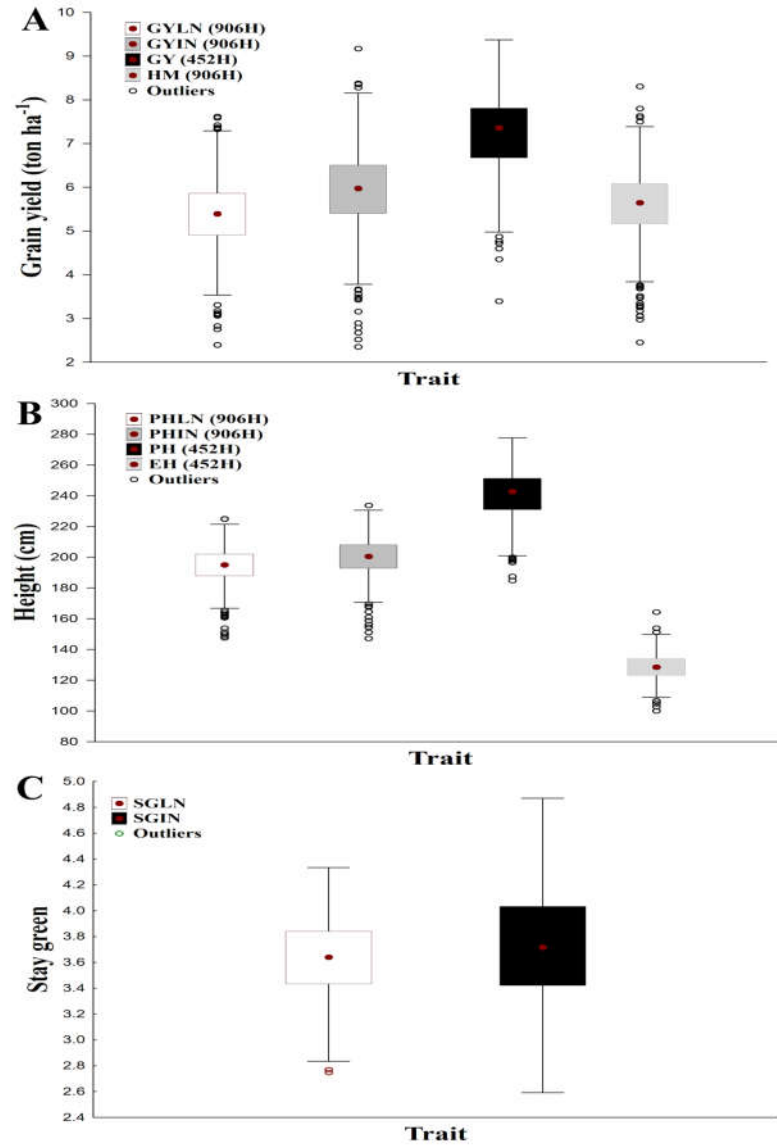 A
GYLN (906H)
GYIN (906H)
GY (452H)
HM (906H)
Outliers
Grain yield (ton ha⁻¹)
10
9
8
7
6
5
4
3
2
Trait
B
PHLN (906H)
PHIN (906H)
PH (452H)
EH (452H)
Outliers
Height (cm)
300
280
260
240
220
200
180
160
140
120
100
80
Trait
C
SGLN
SGIN
Outliers
Stay green
5.0
4.8
4.6
4.4
4.2
4.0
3.8
3.6
3.4
3.2
3.0
2.8
2.6
2.4
Trait